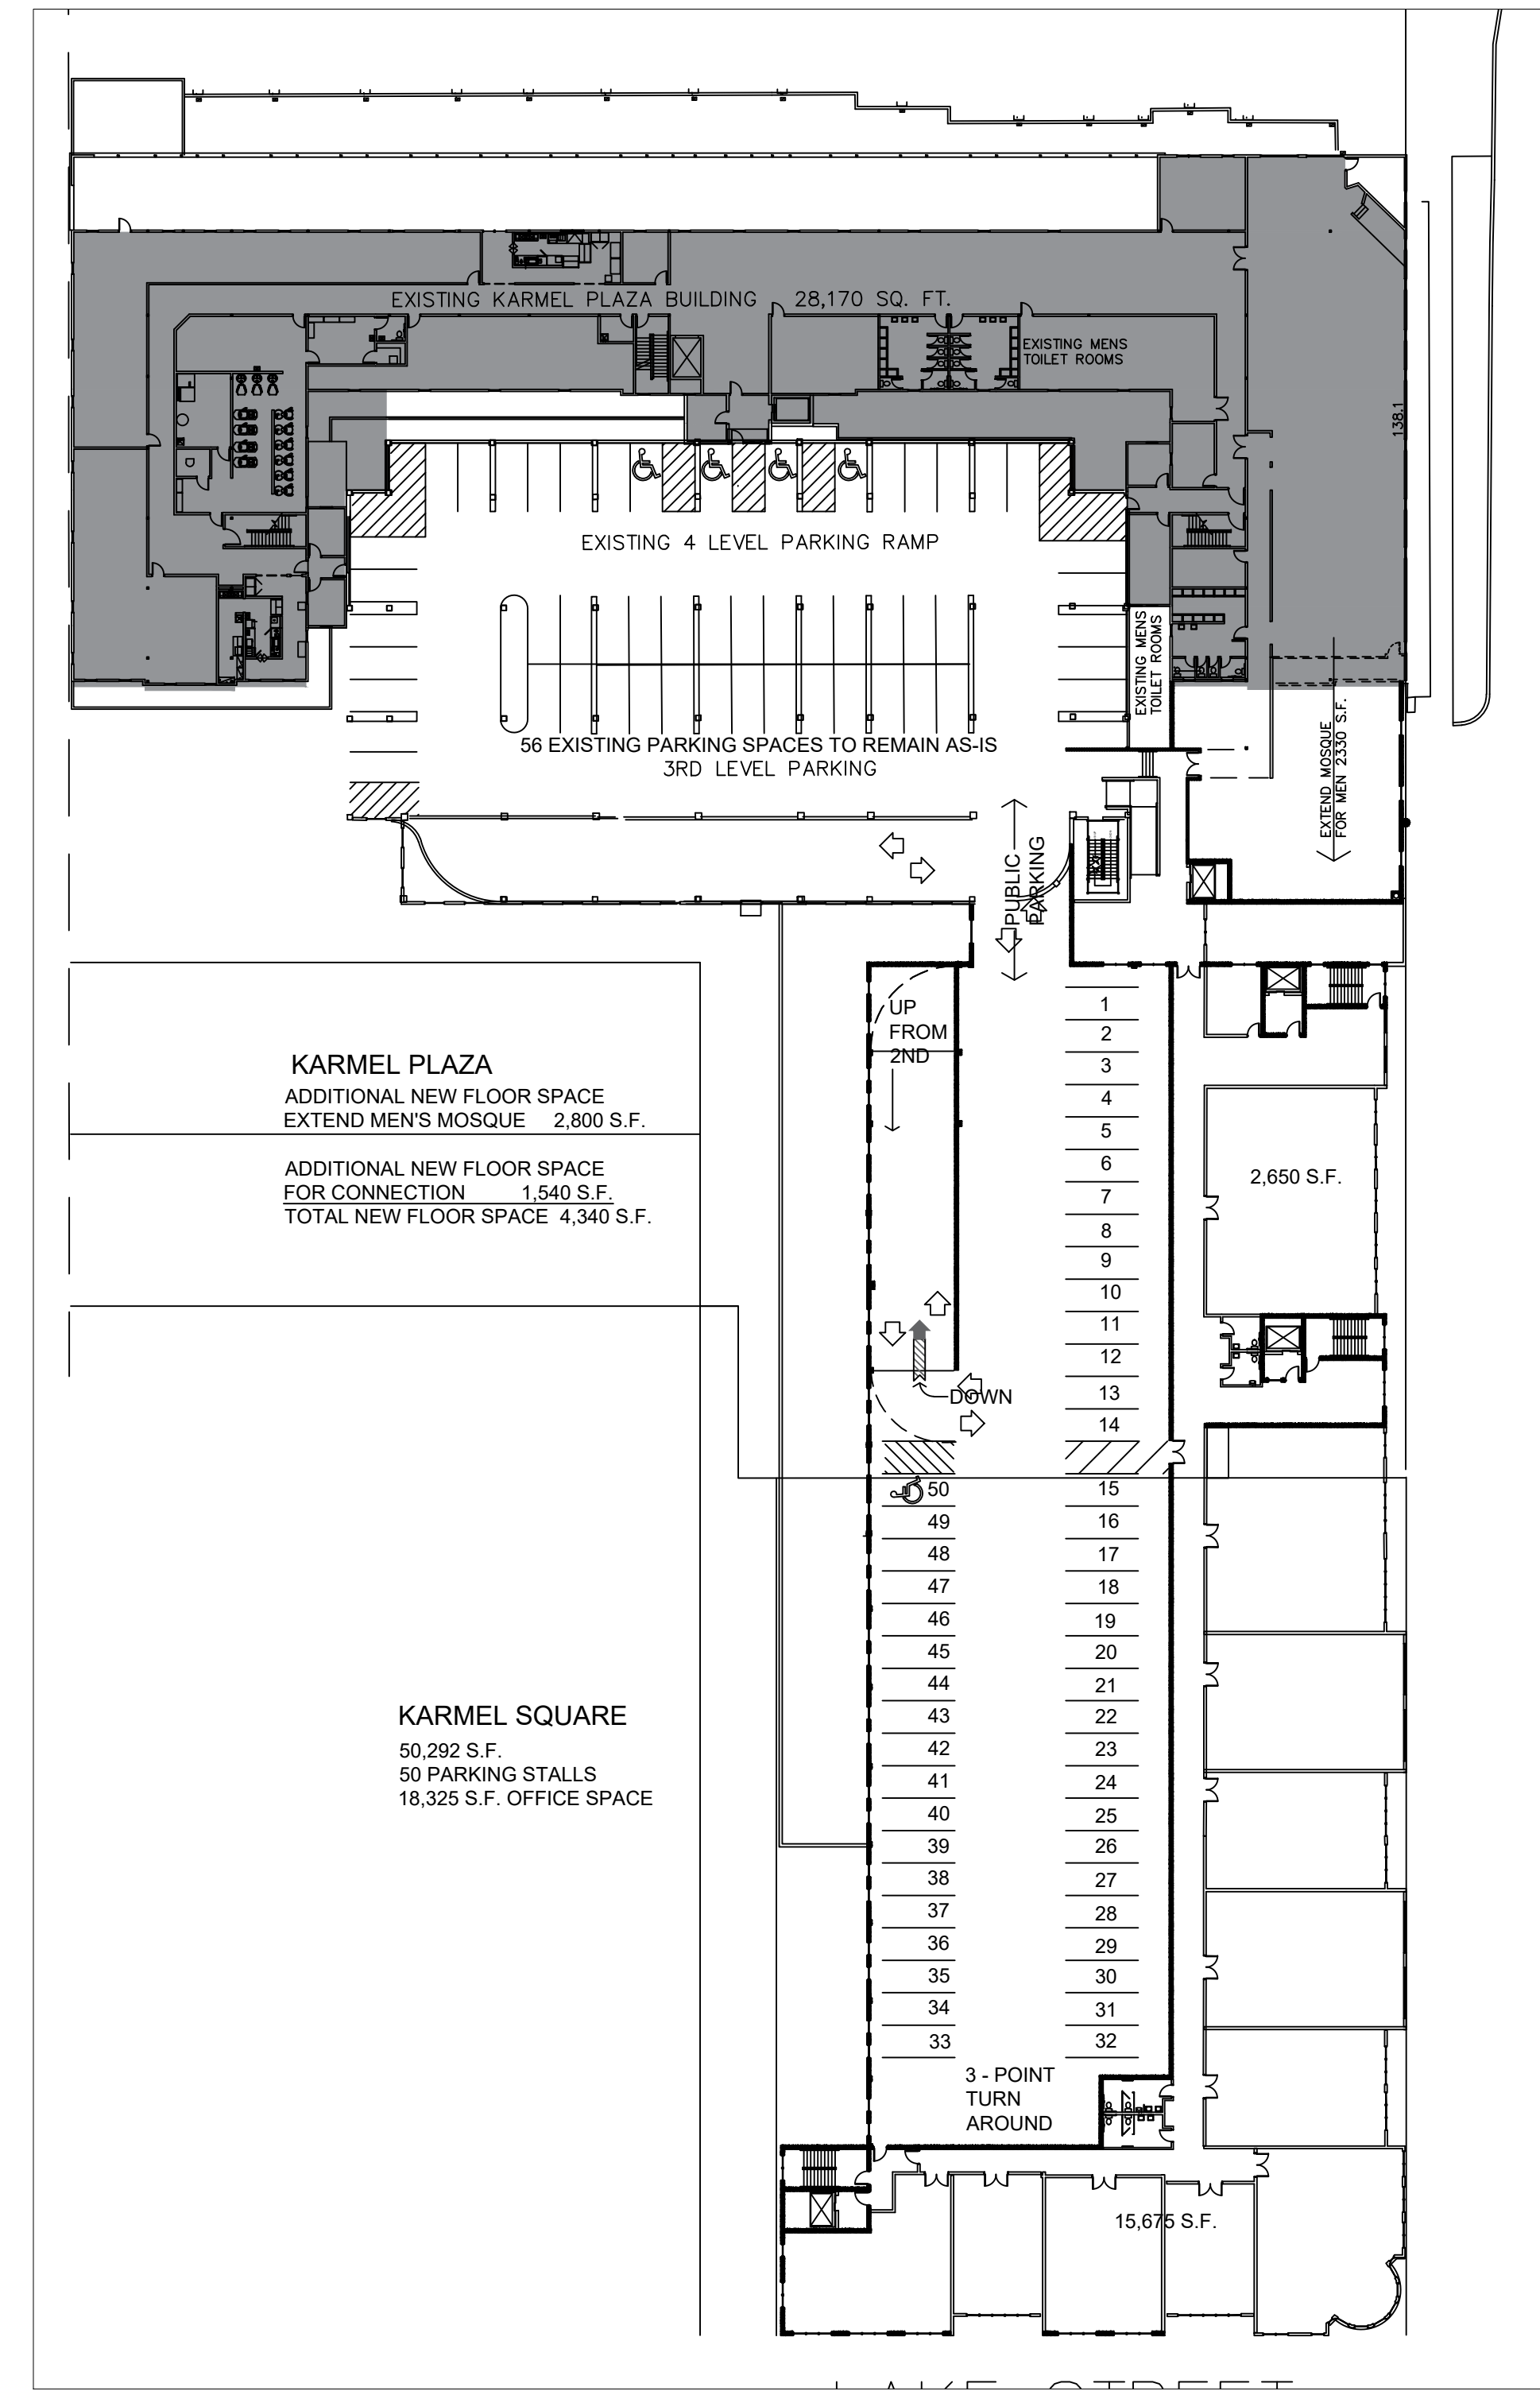 EXISTING KARMEL PLAZA BUILDING 28,170 SQ. FT.
EXISTING MENS
TOILET ROOMS
138.1
EXISTING 4 LEVEL PARKING RAMP
EXISTING MENS
TOILET ROOMS
56 EXISTING PARKING SPACES TO REMAIN AS-IS
3RD LEVEL PARKING
EXTEND MOSQUE
FOR MEN 2330 S.F.
PUBLIC
PARKING
UP
FROM
2ND
KARMEL PLAZA
ADDITIONAL NEW FLOOR SPACE
EXTEND MEN'S MOSQUE 2,800 S.F.
ADDITIONAL NEW FLOOR SPACE
FOR CONNECTION 1,540 S.F.
TOTAL NEW FLOOR SPACE 4,340 S.F.
1
2
3
4
5
6
7
8
9
10
11
12
13
14
2,650 S.F.
DOWN
50
49
48
47
46
45
44
43
42
41
40
39
38
37
36
35
34
33
15
16
17
18
19
20
21
22
23
24
25
26
27
28
29
30
31
32
KARMEL SQUARE
50,292 S.F.
50 PARKING STALLS
18,325 S.F. OFFICE SPACE
3 - POINT
TURN
AROUND
15,675 S.F.
LAKE STREET